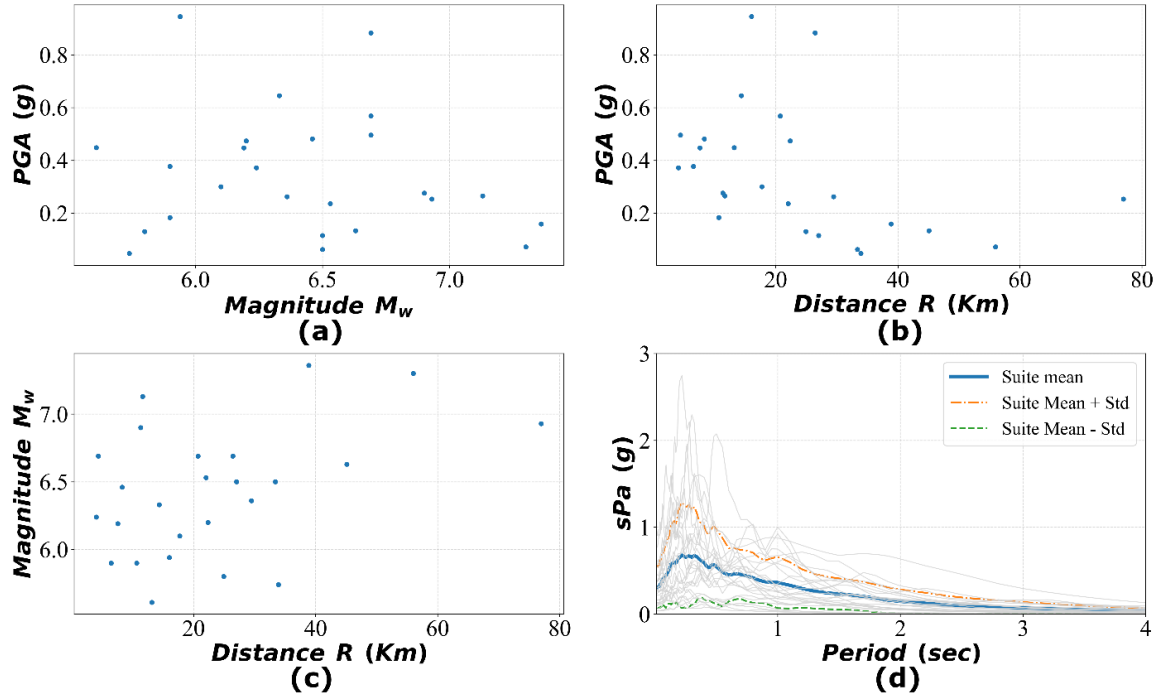 0.8
0.6
0.4
0.2
PGA (g)
6.0 6.5 7.0
Magnitude M_w
(a)
0.8
0.6
0.4
0.2
PGA (g)
20 40 60 80
Distance R (Km)
(b)
7.0
6.5
6.0
Magnitude M_w
20 40 60 80
Distance R (Km)
(c)
3
2
1
0
sPa (g)
Suite mean
Suite Mean + Std
Suite Mean - Std
1 2 3 4
Period (sec)
(d)